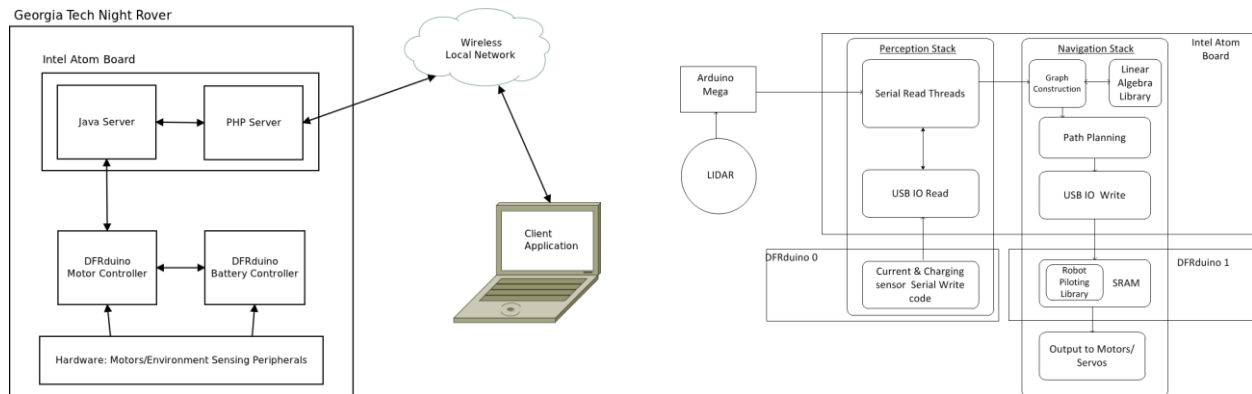 Georgia Tech Night Rover
Intel Atom Board
Java Server
PHP Server
DFRduino
Motor Controller
DFRduino
Battery Controller
Hardware: Motors/Environment Sensing Peripherals
Wireless
Local Network
Client
Application
Arduino
Mega
LIDAR
Perception Stack
Serial Read Threads
USB IO Read
DFRduino 0
Current & Charging
sensor  Serial Write
code
Navigation Stack
Intel Atom
Board
Graph
Construction
Linear
Algebra
Library
Path Planning
USB IO  Write
DFRduino 1
Robot
Piloting
Library
SRAM
Output to Motors/
Servos